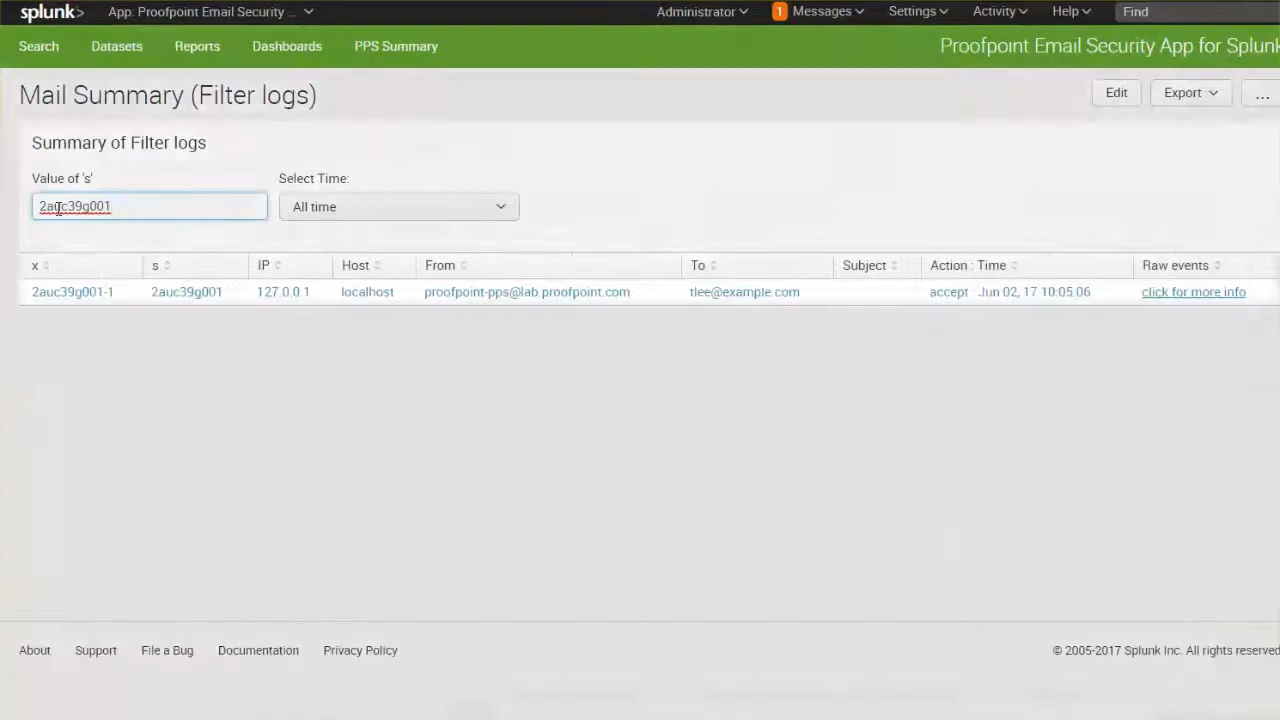 splunk> App: Proofpoint Email Security ... Administrator 1 Messages Settings Activity Help Find
Search Datasets Reports Dashboards PPS Summary Proofpoint Email Security App for Splunk
Mail Summary (Filter logs) Edit Export ...
Summary of Filter logs
Value of 's' Select Time:
2auc39g001 All time
x s IP Host From To Subject Action Time Raw events
2auc39g001-1 2auc39g001 127.0.0.1 localhost proofpoint-pps@lab.proofpoint.com tlee@example.com accept Jun 02, 17 10:05:06 click for more info
About Support File a Bug Documentation Privacy Policy © 2005-2017 Splunk Inc. All rights reserved